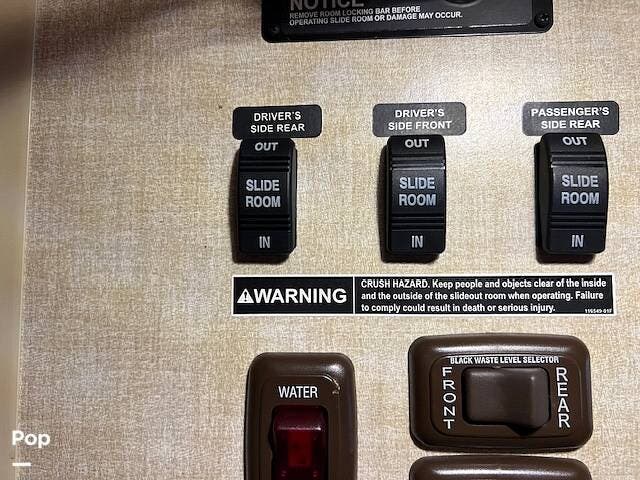 NOTICE
REMOVE ROOM LOCKING BAR BEFORE
OPERATING SLIDE ROOM OR DAMAGE MAY OCCUR.
DRIVER'S
SIDE REAR
DRIVER'S
SIDE FRONT
PASSENGER'S
SIDE REAR
OUT
SLIDE
ROOM
IN
OUT
SLIDE
ROOM
IN
OUT
SLIDE
ROOM
IN
WARNING
CRUSH HAZARD. Keep people and objects clear of the inside
and the outside of the slideout room when operating. Failure
to comply could result in death or serious injury.
BLACK WASTE LEVEL SELECTOR
FRONT
REAR
WATER
Pop